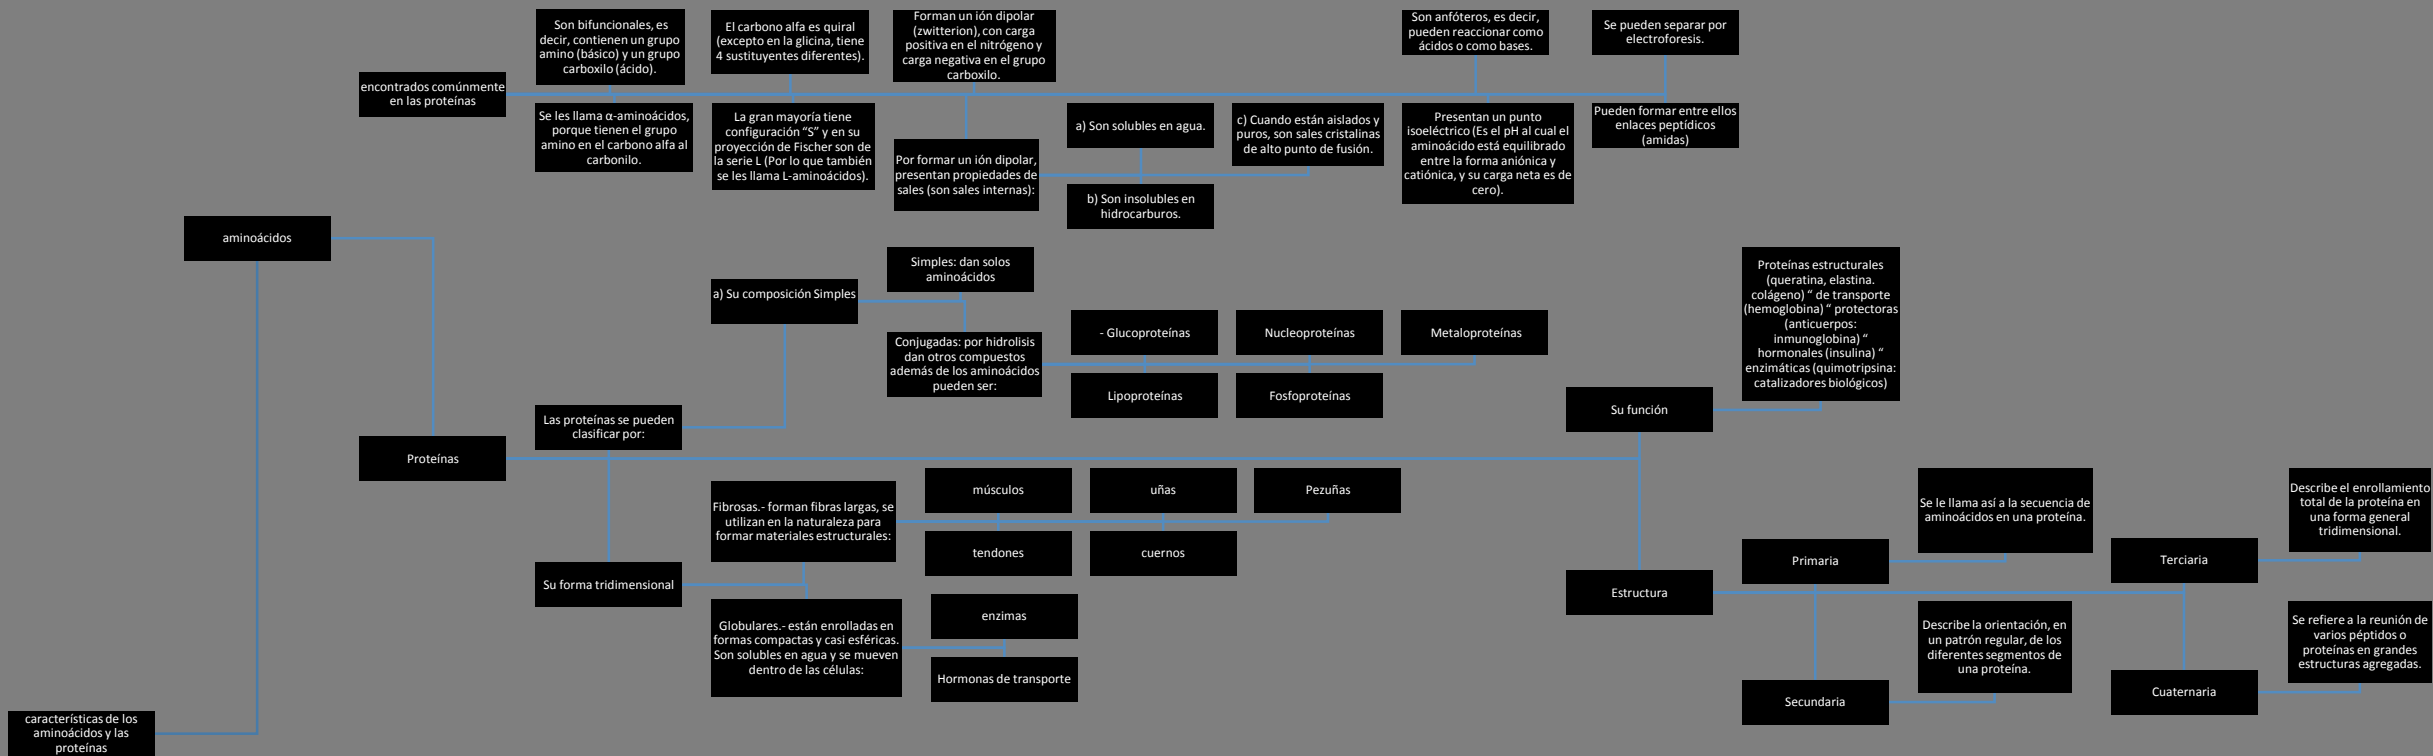 Son bifuncionales, es
decir, contienen un grupo
amino (básico) y un grupo
carboxilo (ácido).
El carbono alfa es quiral
(excepto en la glicina, tiene
4 sustituyentes diferentes).
Forman un ión dipolar
(zwitterion), con carga
positiva en el nitrógeno y
carga negativa en el grupo
carboxilo.
Son anfóteros, es decir,
pueden reaccionar como
ácidos o como bases.
Se pueden separar por
electroforesis.
encontrados comúnmente
en las proteínas
Se les llama α-aminoácidos,
porque tienen el grupo
amino en el carbono alfa al
carbonilo.
La gran mayoría tiene
configuración “S” y en su
proyección de Fischer son de
la serie L (Por lo que también
se les llama L-aminoácidos).
Por formar un ión dipolar,
presentan propiedades de
sales (son sales internas):
a) Son solubles en agua.
c) Cuando están aislados y
puros, son sales cristalinas
de alto punto de fusión.
b) Son insolubles en
hidrocarburos.
Presentan un punto
isoeléctrico (Es el pH al cual el
aminoácido está equilibrado
entre la forma aniónica y
catiónica, y su carga neta es de
cero).
Pueden formar entre ellos
enlaces peptídicos
(amidas)
aminoácidos
Simples: dan solos
aminoácidos
a) Su composición Simples
Conjugadas: por hidrolisis
dan otros compuestos
además de los aminoácidos
pueden ser:
- Glucoproteínas
Nucleoproteínas
Metaloproteínas
Lipoproteínas
Fosfoproteínas
Proteínas estructurales
(queratina, elastina.
colágeno) “ de transporte
(hemoglobina) “ protectoras
(anticuerpos:
inmunoglobina) “
hormonales (insulina) “
enzimáticas (quimotripsina:
catalizadores biológicos)
Las proteínas se pueden
clasificar por:
Su función
Proteínas
Fibrosas.- forman fibras largas, se
utilizan en la naturaleza para
formar materiales estructurales:
músculos
uñas
Pezuñas
tendones
cuernos
Su forma tridimensional
Globulares.- están enrolladas en
formas compactas y casi esféricas.
Son solubles en agua y se mueven
dentro de las células:
enzimas
Hormonas de transporte
Estructura
Primaria
Se le llama así a la secuencia de
aminoácidos en una proteína.
Secundaria
Describe la orientación, en
un patrón regular, de los
diferentes segmentos de
una proteína.
Terciaria
Describe el enrollamiento
total de la proteína en
una forma general
tridimensional.
Cuaternaria
Se refiere a la reunión de
varios péptidos o
proteínas en grandes
estructuras agregadas.
características de los
aminoácidos y las
proteínas